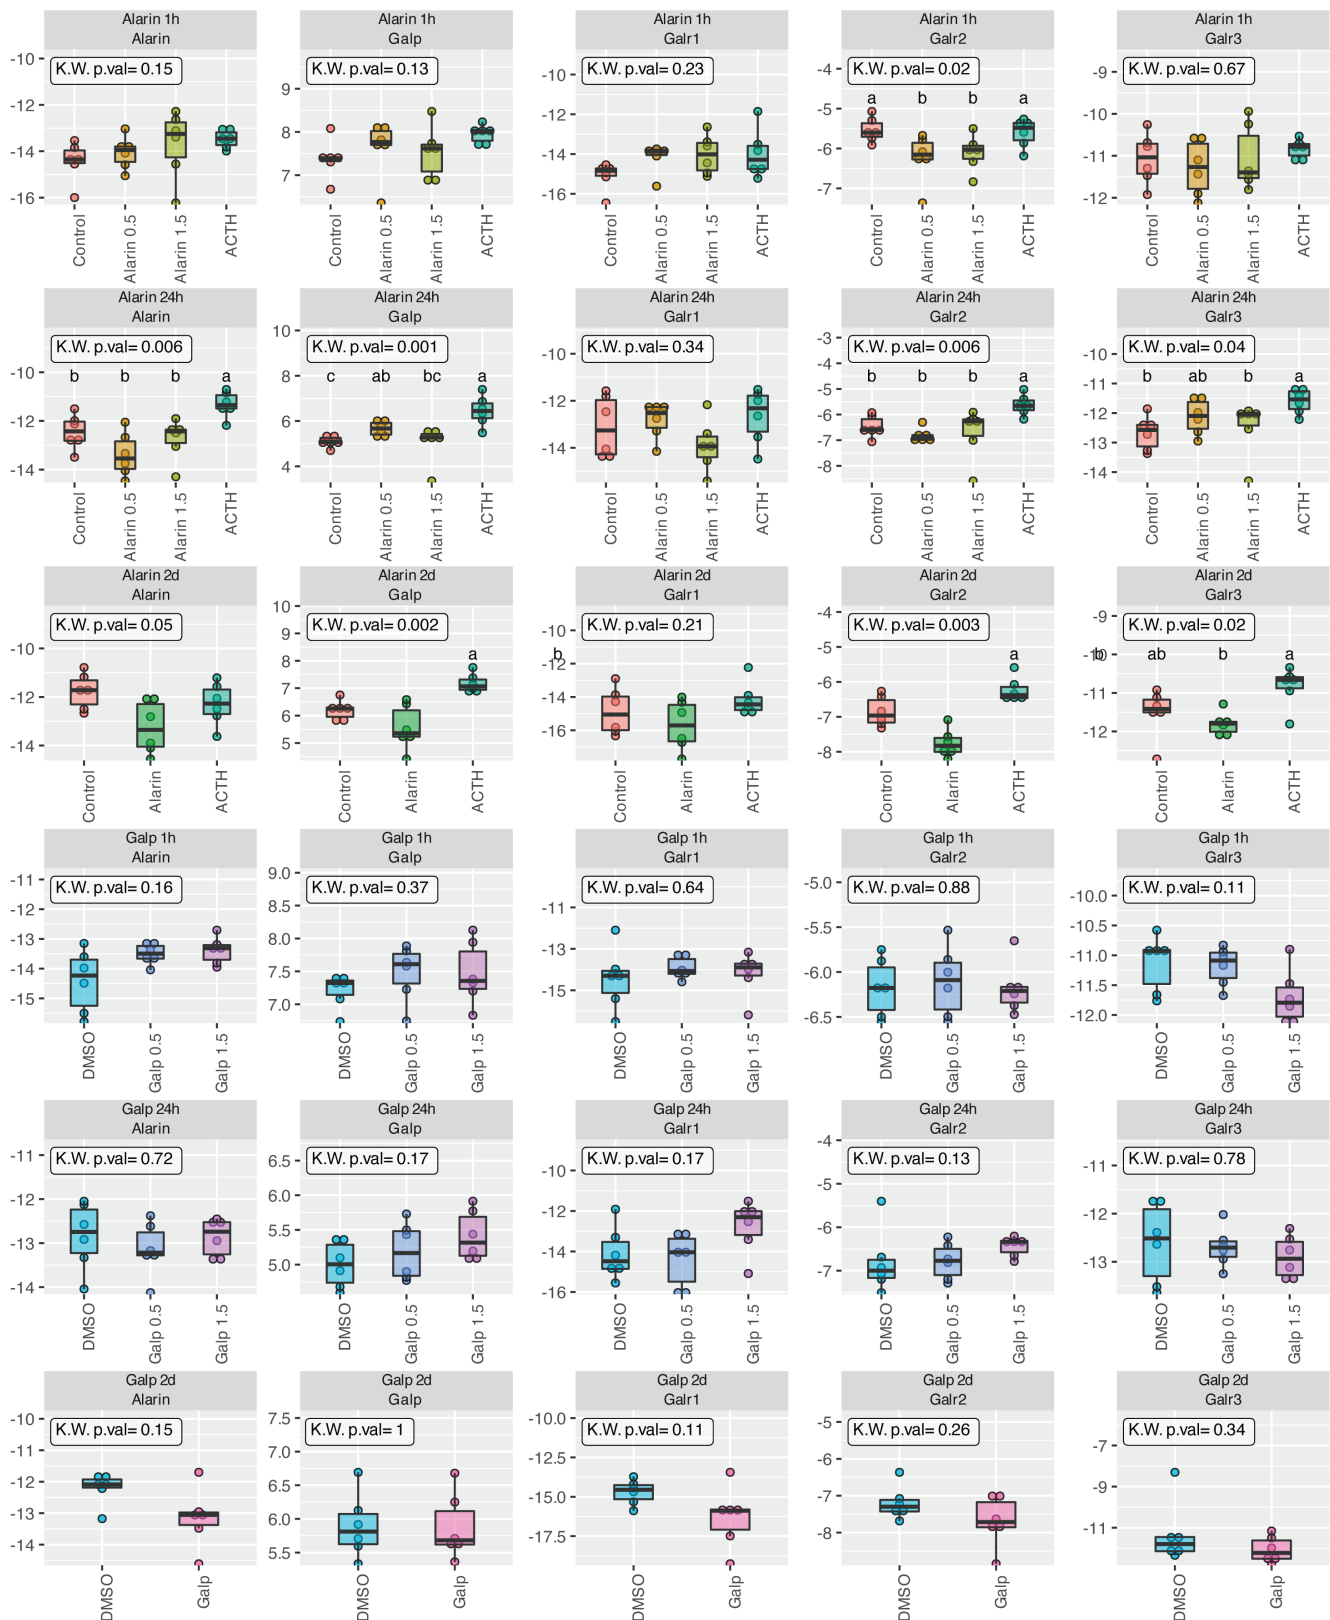 Alarin 1h
Alarin
K.W. p.val= 0.15
-10
-12
-14
-16
Control
Alarin 0.5
Alarin 1.5
ACTH
Alarin 1h
Galp
K.W. p.val= 0.13
9
8
7
Control
Alarin 0.5
Alarin 1.5
ACTH
Alarin 1h
Galr1
K.W. p.val= 0.23
-10
-12
-14
-16
Control
Alarin 0.5
Alarin 1.5
ACTH
Alarin 1h
Galr2
K.W. p.val= 0.02
a b b a
-4
-5
-6
-7
Control
Alarin 0.5
Alarin 1.5
ACTH
Alarin 1h
Galr3
K.W. p.val= 0.67
-9
-10
-11
-12
Control
Alarin 0.5
Alarin 1.5
ACTH
Alarin 24h
Alarin
K.W. p.val= 0.006
b b b a
-10
-12
-14
Control
Alarin 0.5
Alarin 1.5
ACTH
Alarin 24h
Galp
K.W. p.val= 0.001
c ab bc a
10
8
6
4
Control
Alarin 0.5
Alarin 1.5
ACTH
Alarin 24h
Galr1
K.W. p.val= 0.34
-10
-12
-14
Control
Alarin 0.5
Alarin 1.5
ACTH
Alarin 24h
Galr2
K.W. p.val= 0.006
b b b a
-3
-4
-5
-6
-7
-8
Control
Alarin 0.5
Alarin 1.5
ACTH
Alarin 24h
Galr3
K.W. p.val= 0.04
b ab b a
-10
-11
-12
-13
-14
Control
Alarin 0.5
Alarin 1.5
ACTH
Alarin 2d
Alarin
K.W. p.val= 0.05
-10
-12
-14
Control
Alarin
ACTH
Alarin 2d
Galp
K.W. p.val= 0.002
a b
10
9
8
7
6
5
Control
Alarin
ACTH
Alarin 2d
Galr1
K.W. p.val= 0.21
-10
-12
-14
-16
Control
Alarin
ACTH
Alarin 2d
Galr2
K.W. p.val= 0.003
a b
-4
-5
-6
-7
-8
Control
Alarin
ACTH
Alarin 2d
Galr3
K.W. p.val= 0.02
ab b a
-9
-10
-11
-12
Control
Alarin
ACTH
Galp 1h
Alarin
K.W. p.val= 0.16
-11
-12
-13
-14
-15
DMSO
Galp 0.5
Galp 1.5
Galp 1h
Galp
K.W. p.val= 0.37
9.0
8.5
8.0
7.5
7.0
DMSO
Galp 0.5
Galp 1.5
Galp 1h
Galr1
K.W. p.val= 0.64
-11
-13
-15
DMSO
Galp 0.5
Galp 1.5
Galp 1h
Galr2
K.W. p.val= 0.88
-5.0
-5.5
-6.0
-6.5
DMSO
Galp 0.5
Galp 1.5
Galp 1h
Galr3
K.W. p.val= 0.11
-10.0
-10.5
-11.0
-11.5
-12.0
DMSO
Galp 0.5
Galp 1.5
Galp 24h
Alarin
K.W. p.val= 0.72
-11
-12
-13
-14
DMSO
Galp 0.5
Galp 1.5
Galp 24h
Galp
K.W. p.val= 0.17
6.5
6.0
5.5
5.0
DMSO
Galp 0.5
Galp 1.5
Galp 24h
Galr1
K.W. p.val= 0.17
-10
-12
-14
-16
DMSO
Galp 0.5
Galp 1.5
Galp 24h
Galr2
K.W. p.val= 0.13
-4
-5
-6
-7
DMSO
Galp 0.5
Galp 1.5
Galp 24h
Galr3
K.W. p.val= 0.78
-11
-12
-13
DMSO
Galp 0.5
Galp 1.5
Galp 2d
Alarin
K.W. p.val= 0.15
-10
-11
-12
-13
-14
DMSO
Galp
Galp 2d
Galp
K.W. p.val= 1
7.5
7.0
6.5
6.0
5.5
DMSO
Galp
Galp 2d
Galr1
K.W. p.val= 0.11
-10.0
-12.5
-15.0
-17.5
DMSO
Galp
Galp 2d
Galr2
K.W. p.val= 0.26
-5
-6
-7
-8
DMSO
Galp
Galp 2d
Galr3
K.W. p.val= 0.34
-7
-9
-11
DMSO
Galp